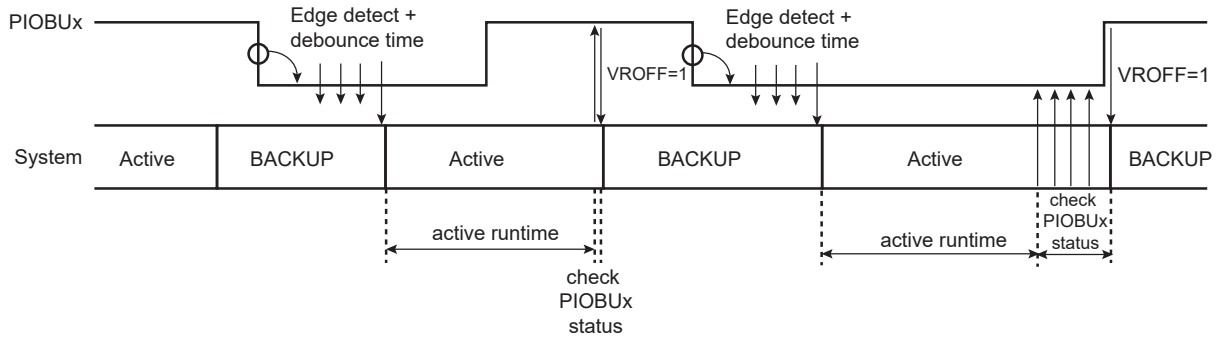 PIOBUx
Edge detect +
debounce time
VROFF=1
Edge detect +
debounce time
VROFF=1
System
Active
BACKUP
Active
BACKUP
Active
BACKUP
active runtime
check
PIOBUx
status
active runtime
check
PIOBUx
status